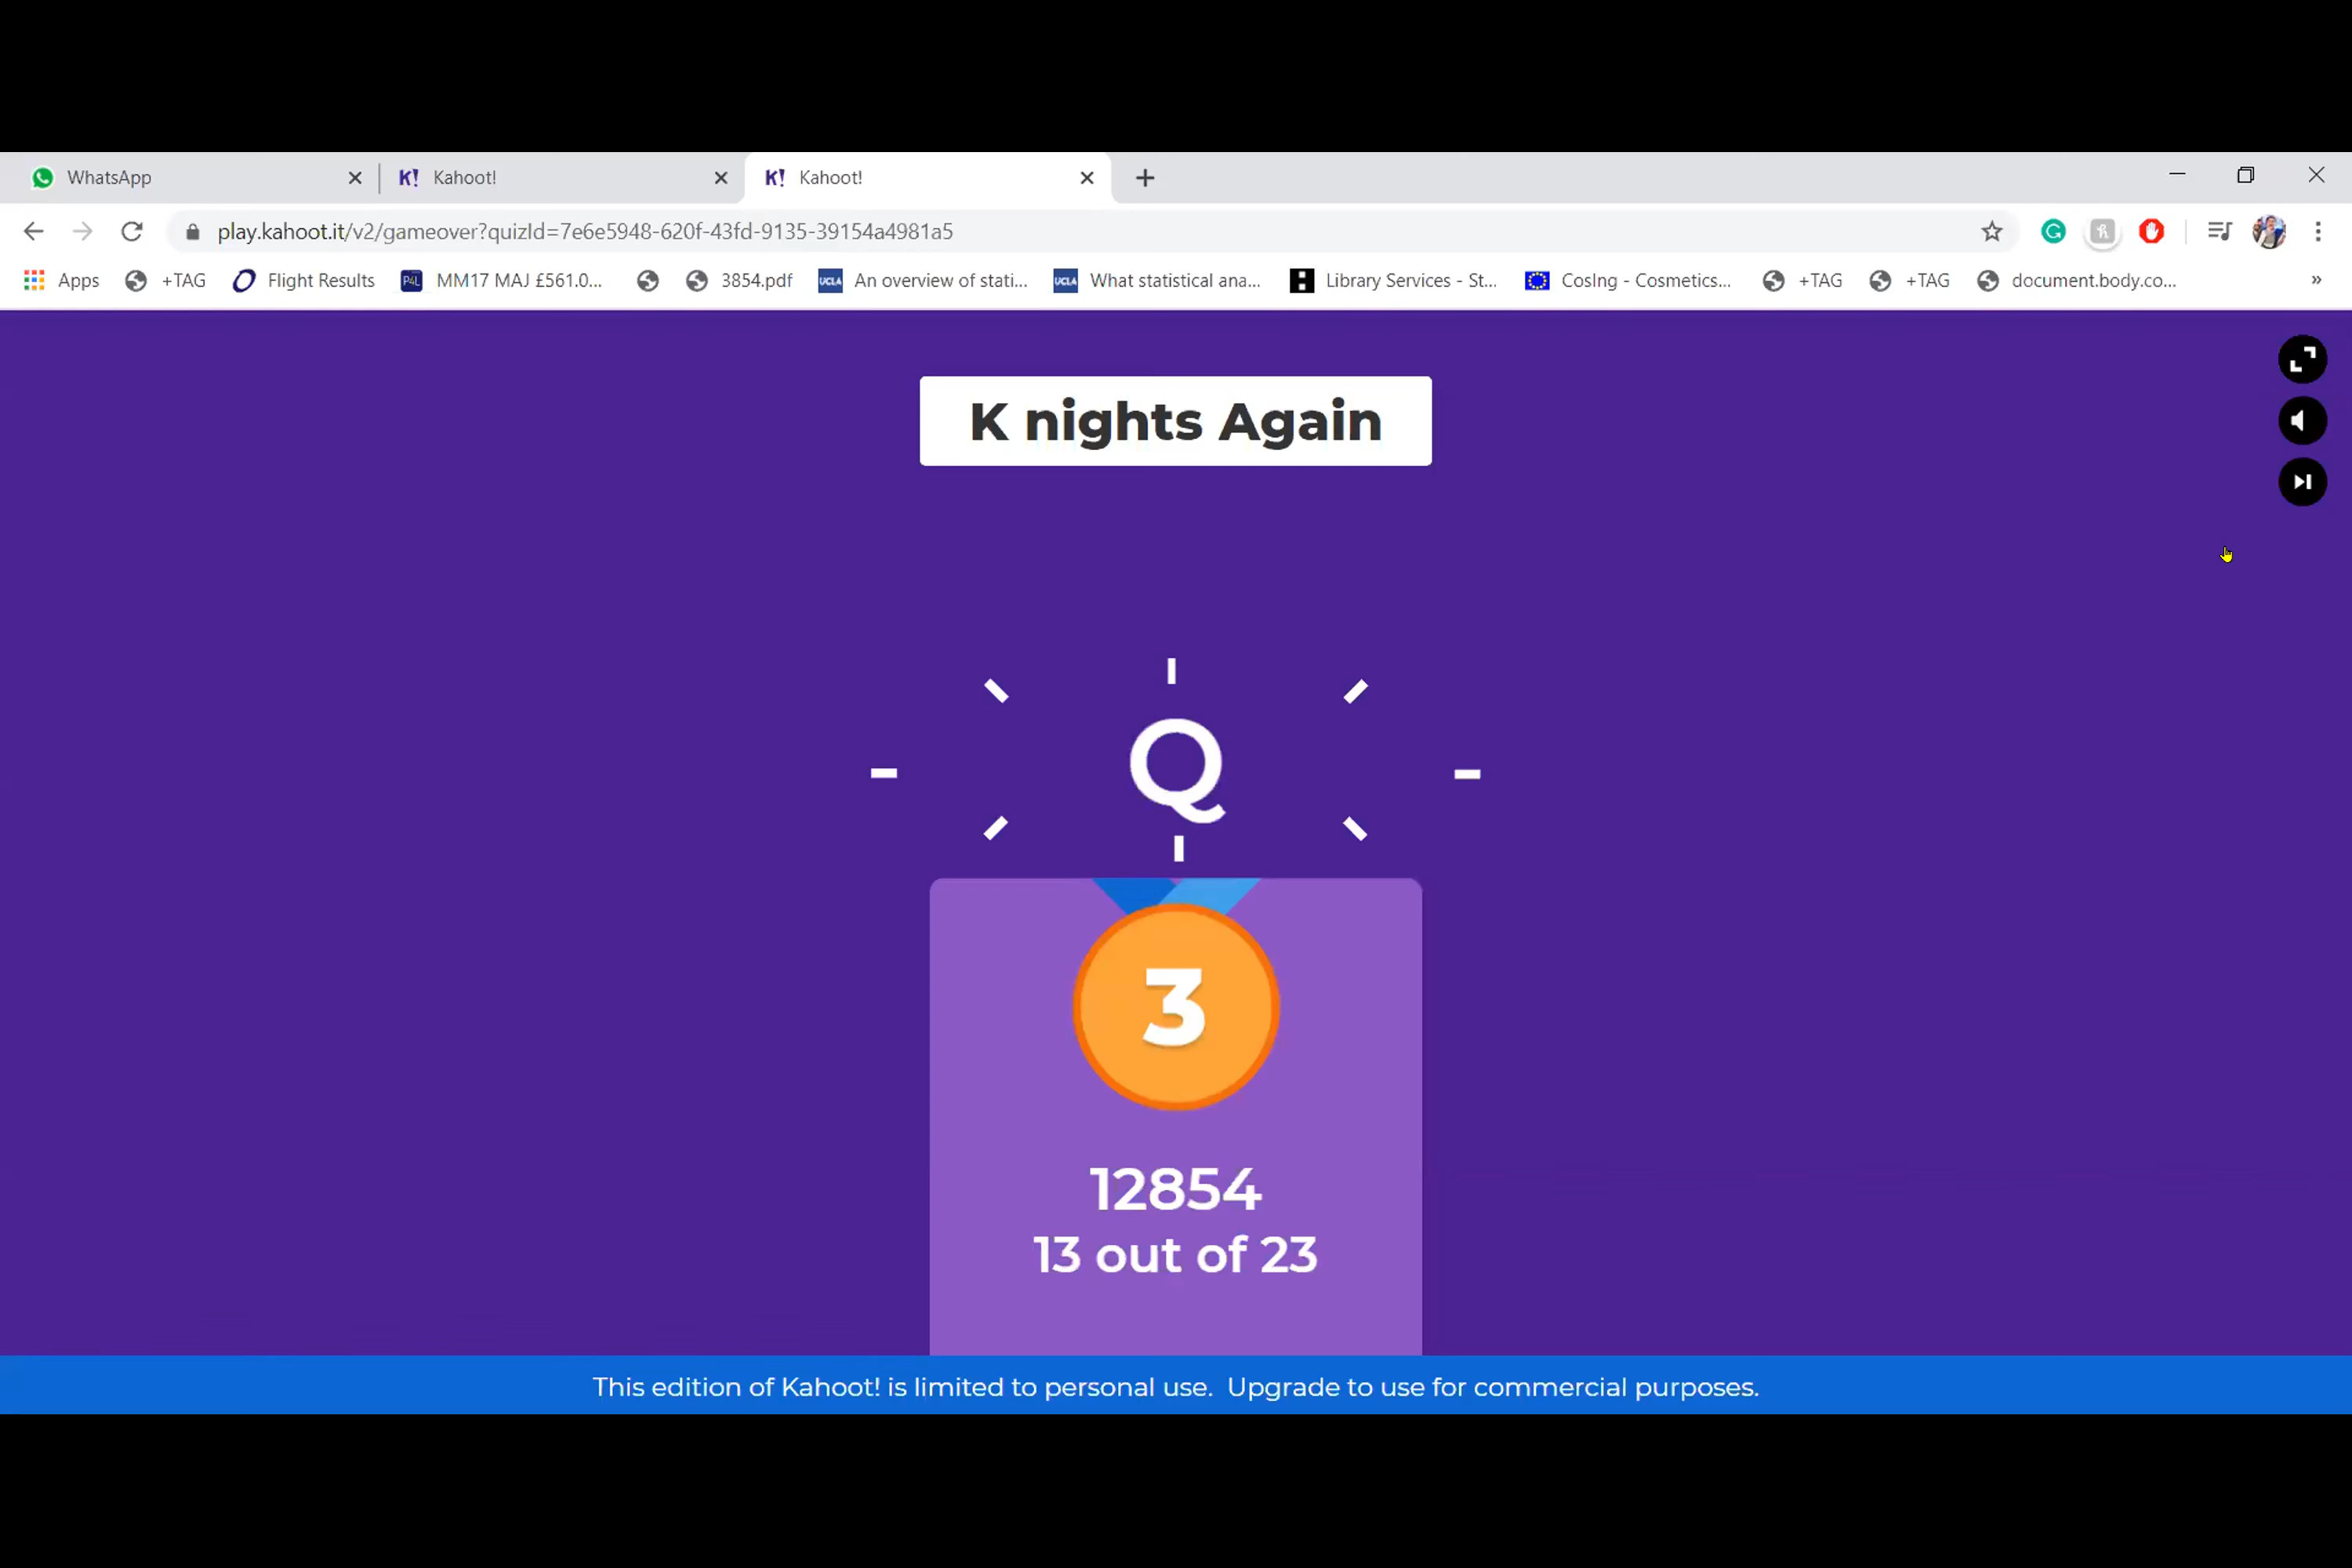 WhatsApp
K! Kahoot!
K! Kahoot!
play.kahoot.it/v2/gameover?quizId=7e6e5948-620f-43fd-9135-39154a4981a5
Apps +TAG Flight Results P4L MM17 MAJ £561.0... 3854.pdf UCLA An overview of stati... UCLA What statistical ana... Library Services - St... CosIng - Cosmetics... +TAG +TAG document.body.co... »
K nights Again
Q
3
12854
13 out of 23
This edition of Kahoot! is limited to personal use. Upgrade to use for commercial purposes.